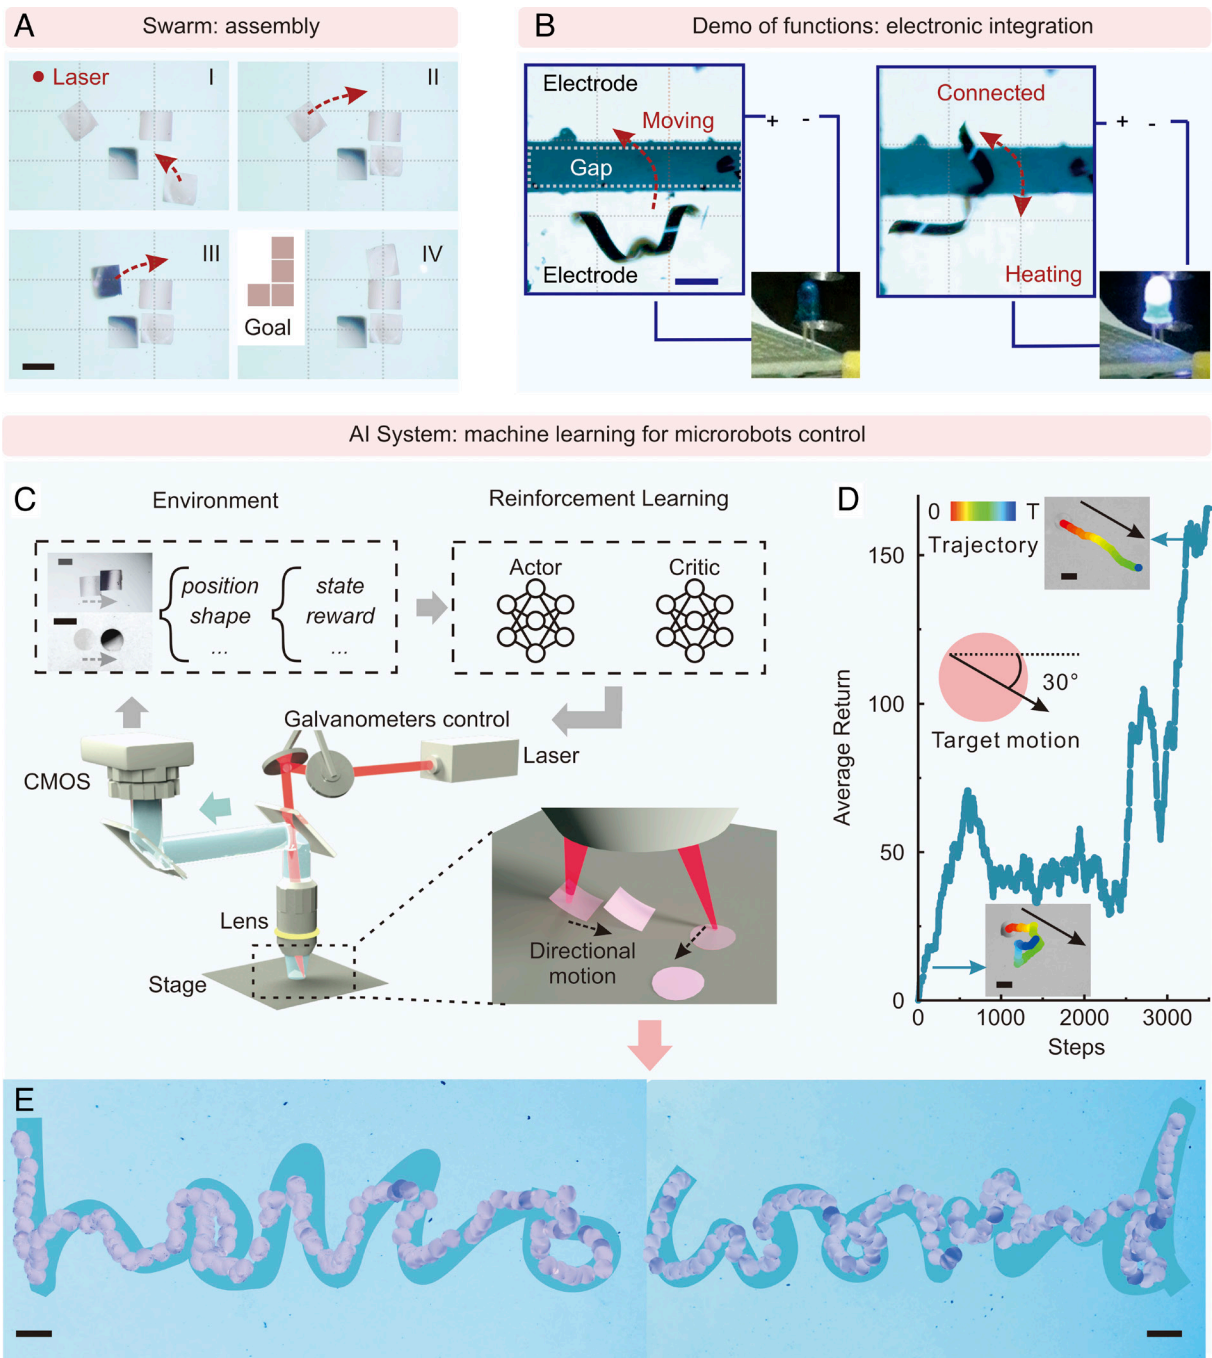 A
Swarm: assembly
Laser
I
II
III
Goal
IV
B
Demo of functions: electronic integration
Electrode
Moving
Gap
Electrode
+ -
Connected
Heating
+ -
AI System: machine learning for microrobots control
C
Environment
Reinforcement Learning
position
shape
...
state
reward
...
Actor
Critic
Galvanometers control
Laser
CMOS
Lens
Stage
Directional
motion
D
0 T
Trajectory
30°
Target motion
Average Return
150
100
50
0
0 1000 2000 3000
Steps
E
hello
world